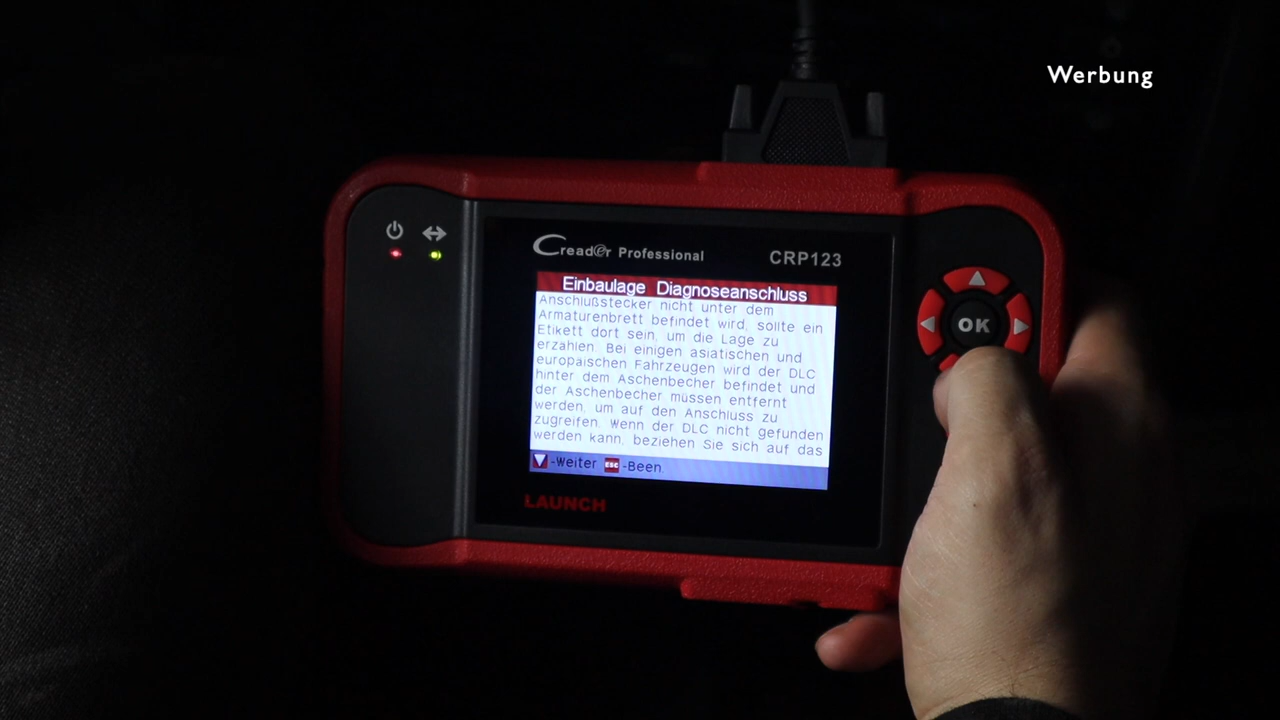 Werbung
Creader Professional CRP123
Einbaulage Diagnoseanschluss
Anschlußstecker nicht unter dem
Armaturenbrett befindet wird, sollte ein
Etikett dort sein, um die Lage zu
erzahlen. Bei einigen asiatischen und
europaischen Fahrzeugen wird der DLC
hinter dem Aschenbecher befindet und
der Aschenbecher mussen entfernt
werden, um auf den Anschluss zu
zugreifen. Wenn der DLC nicht gefunden
werden kann, beziehen Sie sich auf das
-Weiter ESC -Been.
LAUNCH
OK